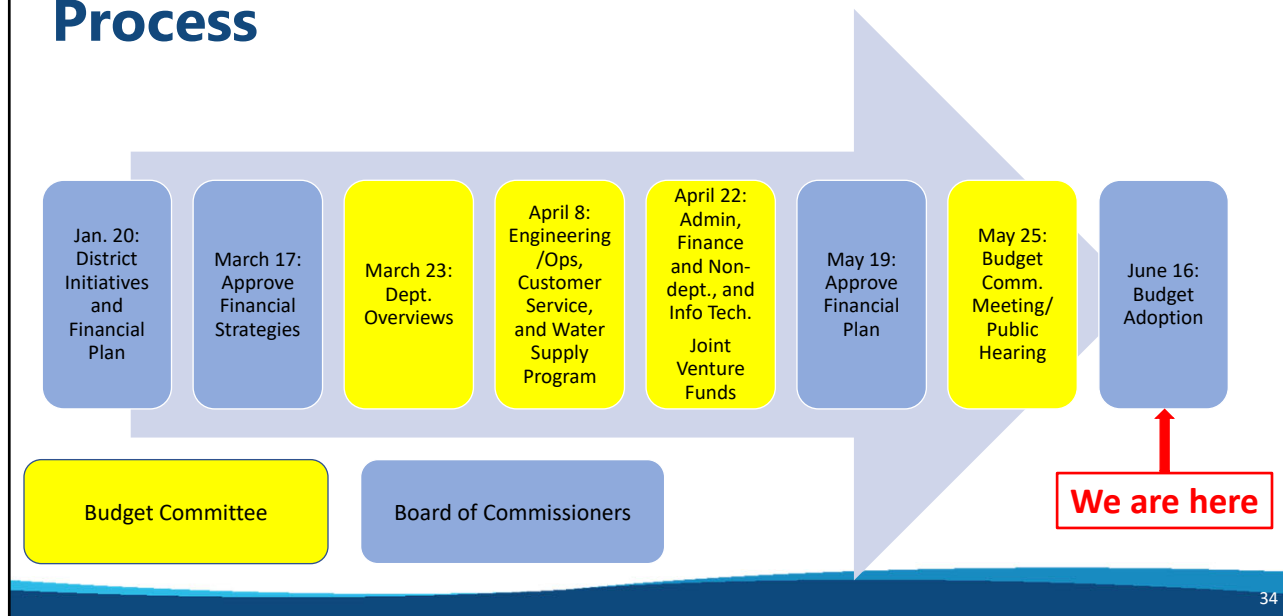 Process
Jan. 20:
District
Initiatives
and
Financial
Plan
March 17:
Approve
Financial
Strategies
March 23:
Dept.
Overviews
April 8:
Engineering
/Ops,
Customer
Service,
and Water
Supply
Program
April 22:
Admin,
Finance
and Non-
dept., and
Info Tech.
Joint
Venture
Funds
May 19:
Approve
Financial
Plan
May 25:
Budget
Comm.
Meeting/
Public
Hearing
June 16:
Budget
Adoption
Budget Committee
Board of Commissioners
We are here
34